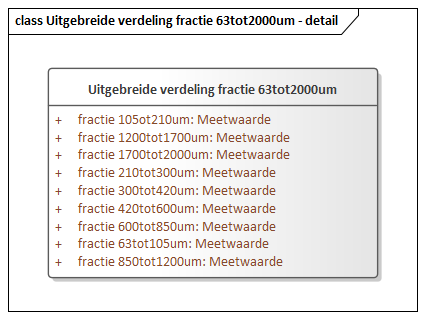 class Uitgebreide verdeling fractie 63tot2000um - detail
Uitgebreide verdeling fractie 63tot2000um
+ fractie 105ot210um: Meetwaarde
+ fractie 1200tot1700um: Meetwaarde
+ fractie 1700tot2000um: Meetwaarde
+ fractie 210tot300um: Meetwaarde
+ fractie 300tot420um: Meetwaarde
+ fractie 420tot600um: Meetwaarde
+ fractie 600tot850um: Meetwaarde
+ fractie 63tot105um: Meetwaarde
+ fractie 850tot1200um: Meetwaarde